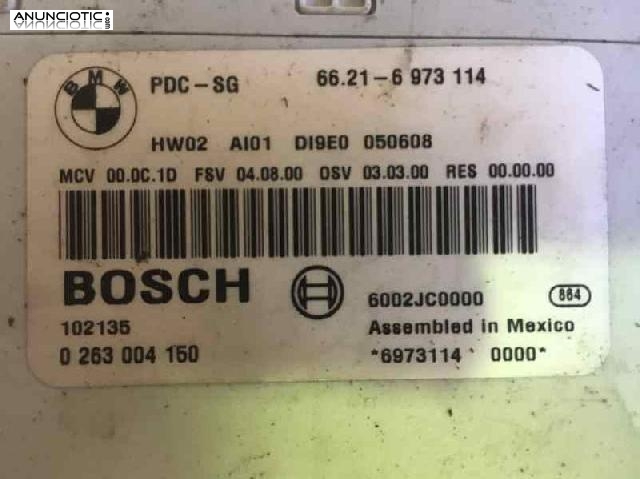 ANUNCIOTIC.es
BMW
PDC-SG 66.21-6 973 114
HW02 AI01 DI9E0 050608
MCV 00.0C.1D FSV 04.08.00 OSV 03.03.00 RES 00.00.00
BOSCH
6002JC0000 864
102135 Assembled in Mexico
0 263 004 150 *6973114 0000*